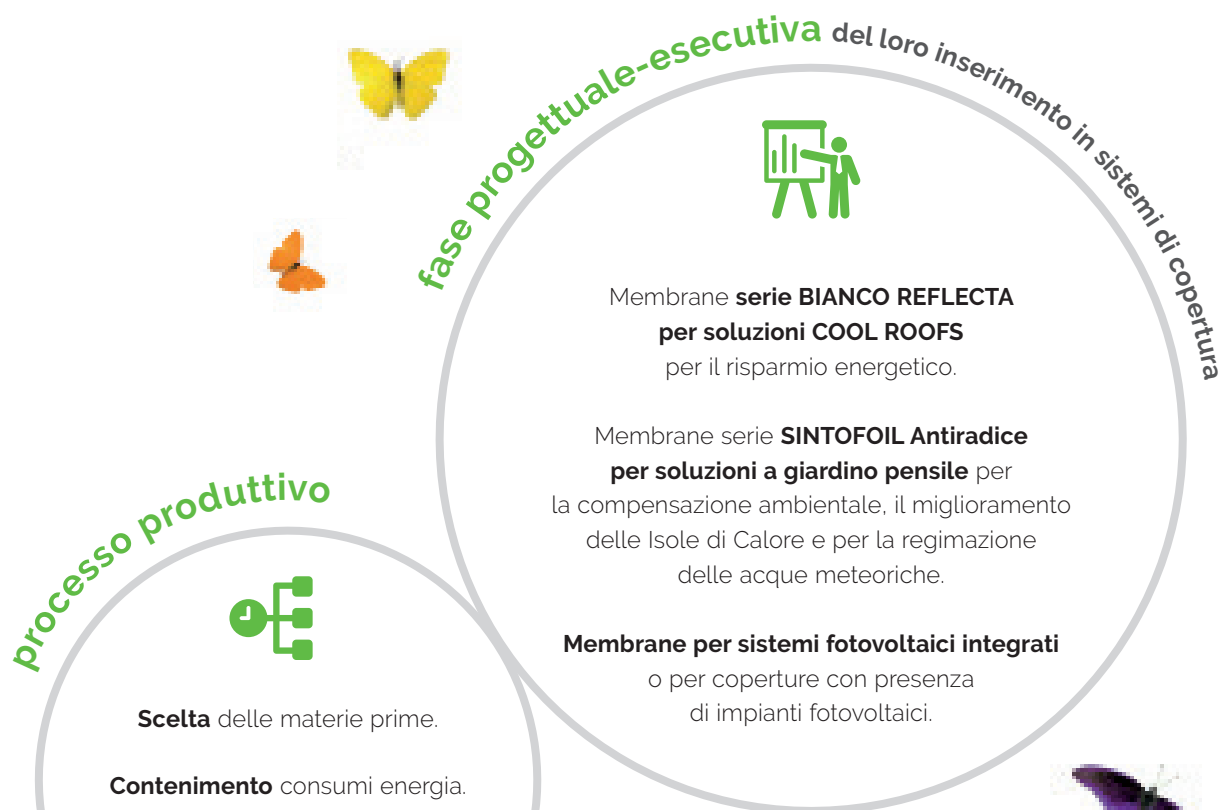 fase progettuale-esecutiva del loro inserimento in sistemi di copertura
Membrane serie BIANCO REFLECTA
per soluzioni COOL ROOFS
per il risparmio energetico.
Membrane serie SINTOFOIL Antiradice
per soluzioni a giardino pensile per
la compensazione ambientale, il miglioramento
delle Isole di Calore e per la regimazione
delle acque meteoriche.
Membrane per sistemi fotovoltaici integrati
o per coperture con presenza
di impianti fotovoltaici.
processo produttivo
Scelta delle materie prime.
Contenimento consumi energia.